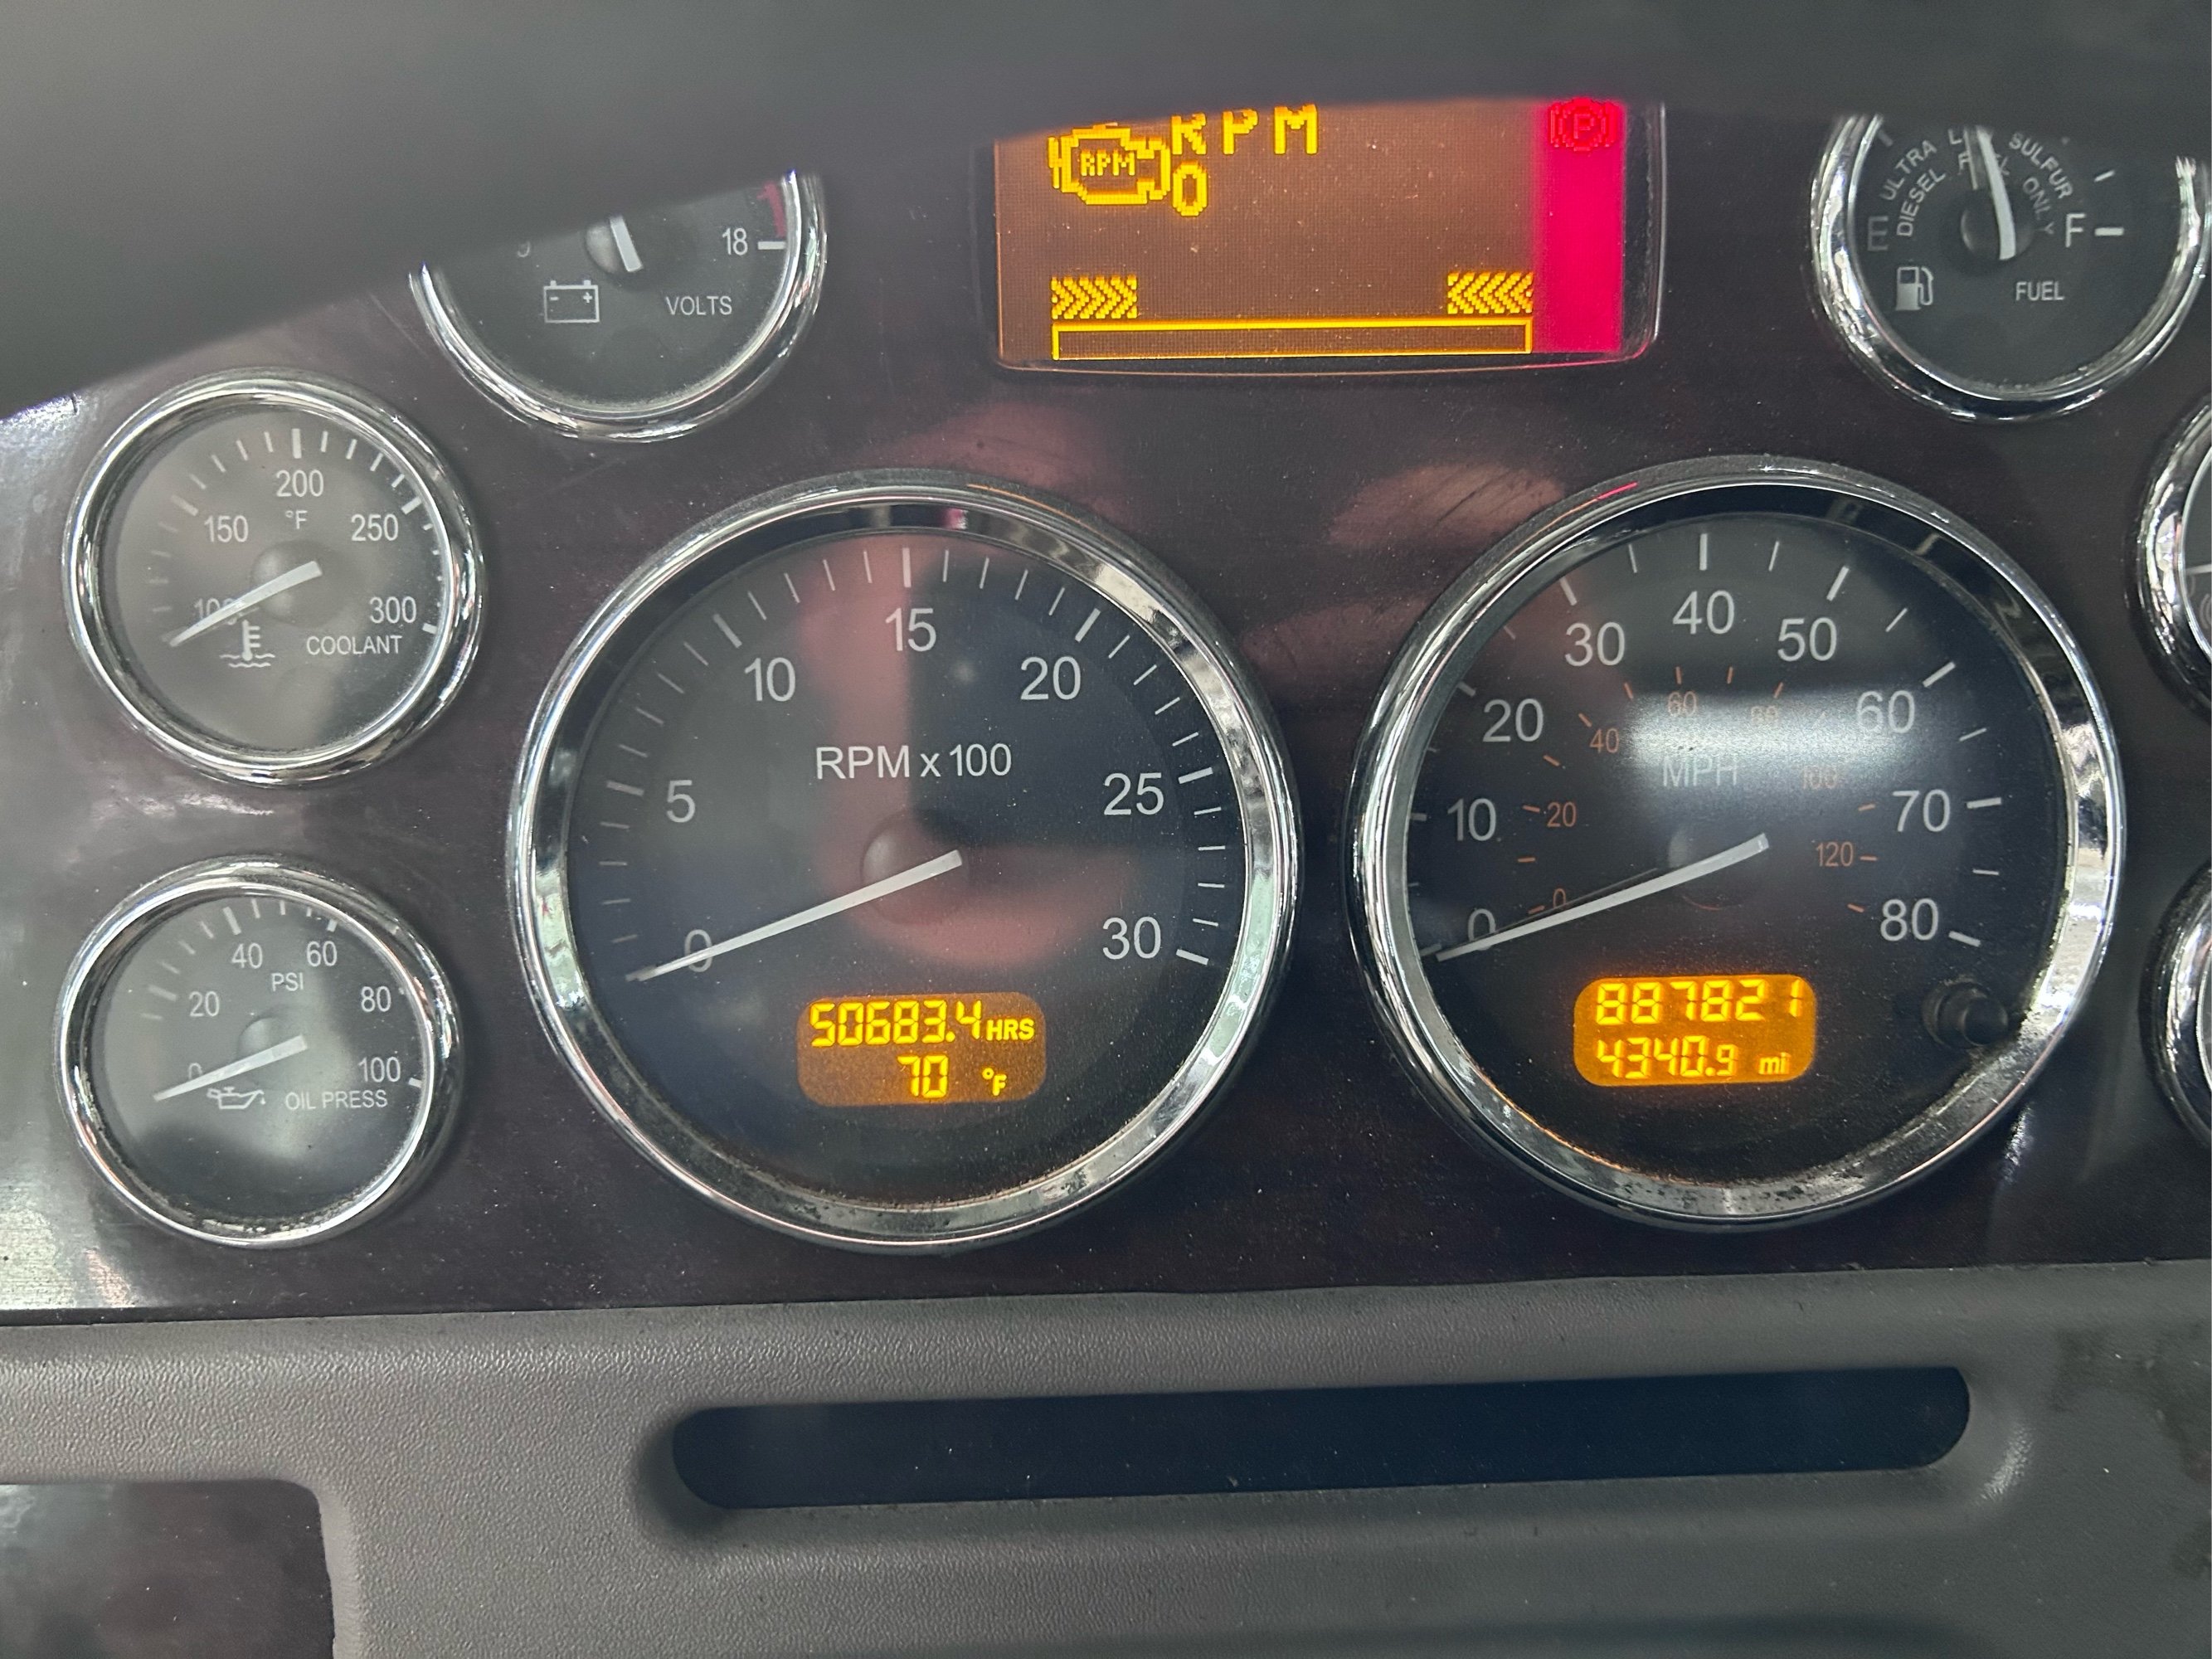 RPM
RPM
0
P
18
VOLTS
ULTRA LOW SULFUR
DIESEL FUEL ONLY
E
F
FUEL
200
°F
150
250
100
300
COOLANT
15
10
20
RPM x 100
5
25
0
30
50683.4 HRS
70 °F
40
30
50
20
60
60
80
40
MPH
100
10
20
70
120
0
0
80
887821
4340.9 mi
40
60
PSI
20
80
0
100
OIL PRESS